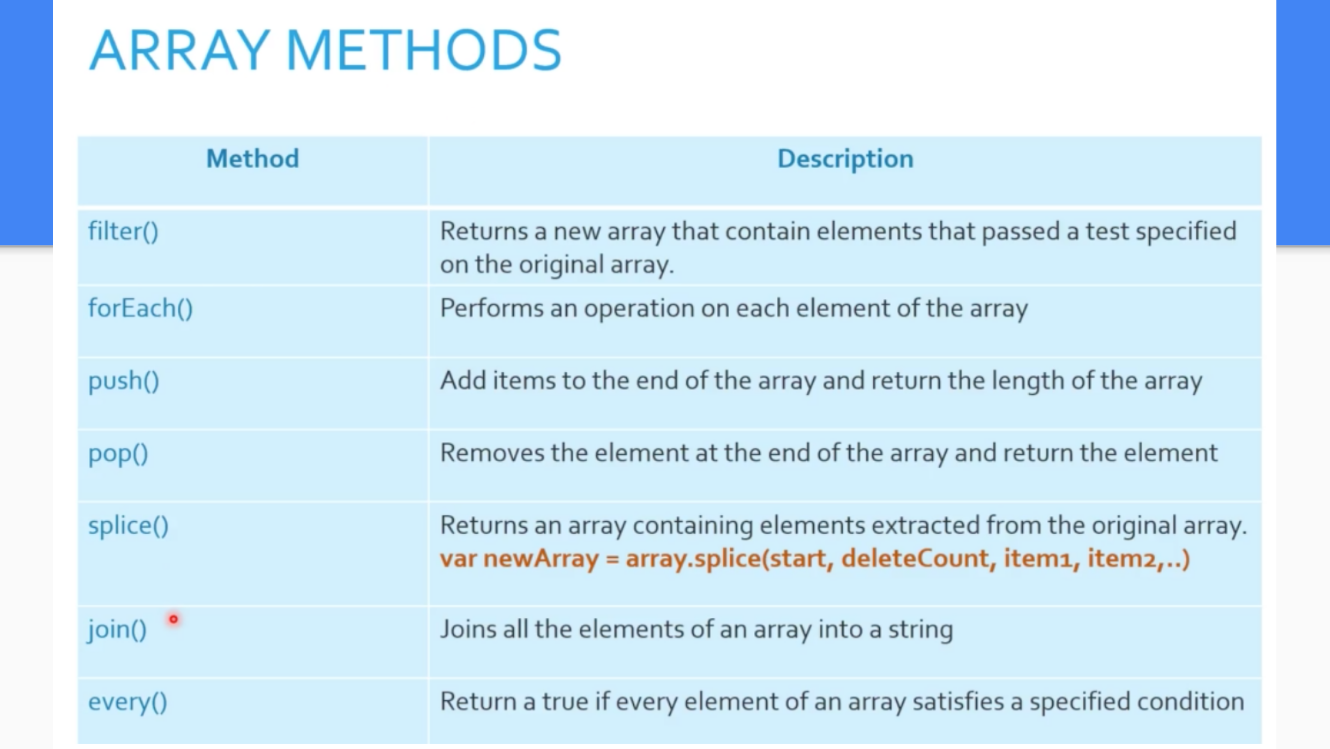 ARRAY METHODS
Method Description
filter() Returns a new array that contain elements that passed a test specified
on the original array.
forEach() Performs an operation on each element of the array
push() Add items to the end of the array and return the length of the array
pop() Removes the element at the end of the array and return the element
splice() Returns an array containing elements extracted from the original array.
var newArray = array.splice(start, deleteCount, item1, item2,..)
join() Joins all the elements of an array into a string
every() Return a true if every element of an array satisfies a specified condition